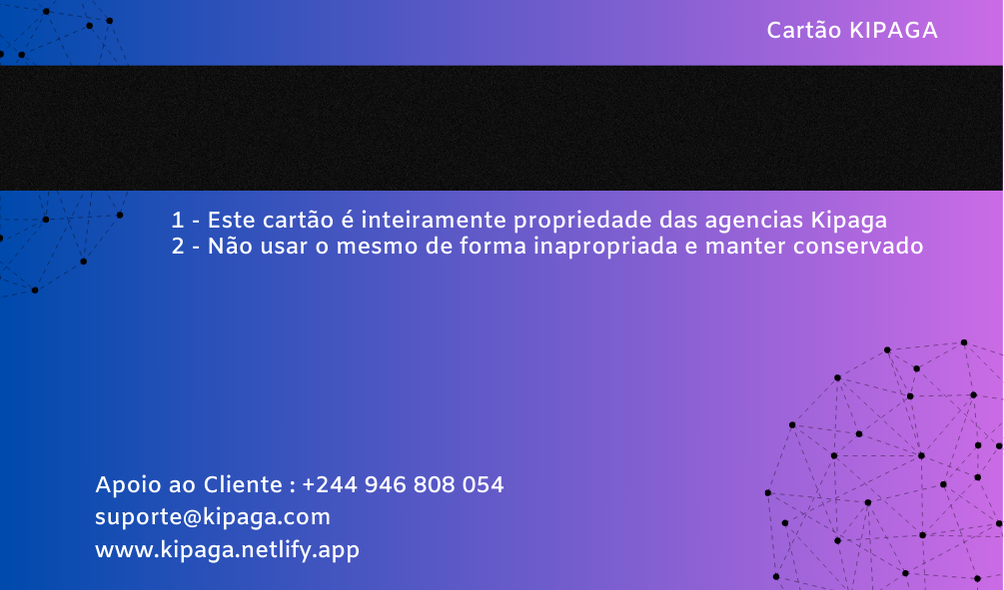 Cartão KIPAGA
1 - Este cartão é inteiramente propriedade das agencias Kipaga
2 - Não usar o mesmo de forma inapropriada e manter conservado
Apoio ao Cliente : +244 946 808 054
suporte@kipaga.com
www.kipaga.netlify.app